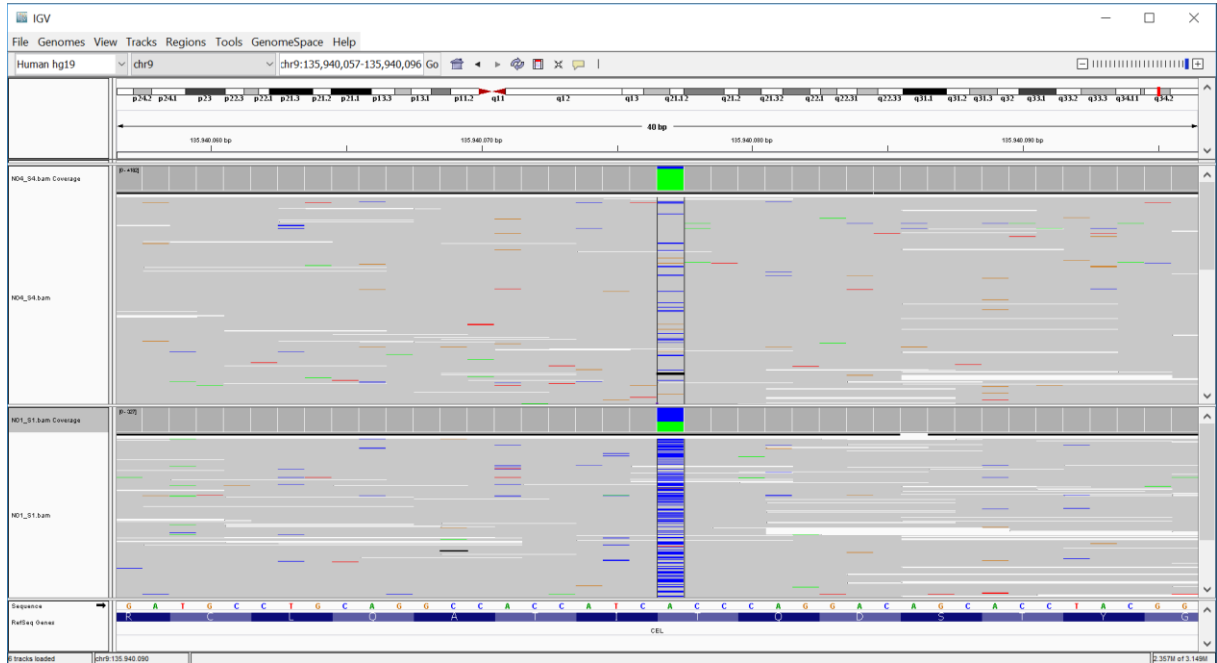 IGV
File Genomes View Tracks Regions Tools GenomeSpace Help
Human hg19 chr9 chr9:135,940,057-135,940,096 Go
p24.2 p24.1 p23 p22.3 p22.1 p21.3 p21.2 p21.1 p13.3 p13.1 p11.2 q11 q12 q13 q21.12 q21.2 q21.32 q22.1 q22.31 q22.33 q31.1 q31.2 q31.3 q32 q33.1 q33.2 q33.3 q34.11 q34.2
40 bp
135.940.060 bp 135.940.070 bp 135.940.080 bp 135.940.090 bp
ND4_S4.bam Coverage
ND4_S4.bam
ND1_S1.bam Coverage
[0 - 327]
ND1_S1.bam
Sequence G A T G C C T G C A G G C C A C C A T C A C C C A G G A C A G C A C C T A C G G
RefSeq Genes R C L Q A T I T Q D S T Y G
CEL
6 tracks loaded chr9:135.940.090 2.357M of 3.149M